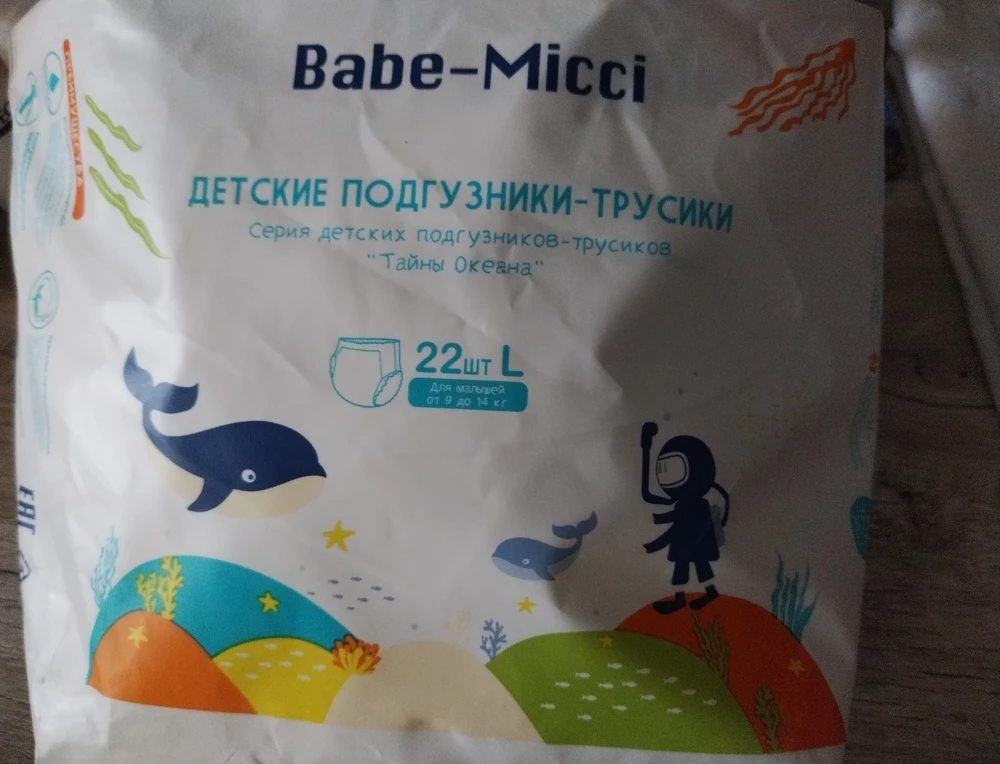 Babe-Micci
ДЕТСКИЕ ПОДГУЗНИКИ-ТРУСИКИ
Серия детских подгузников-трусиков
"Тайны Океана"
22шт L
Для малышей
от 9 до 14 кг
EAC